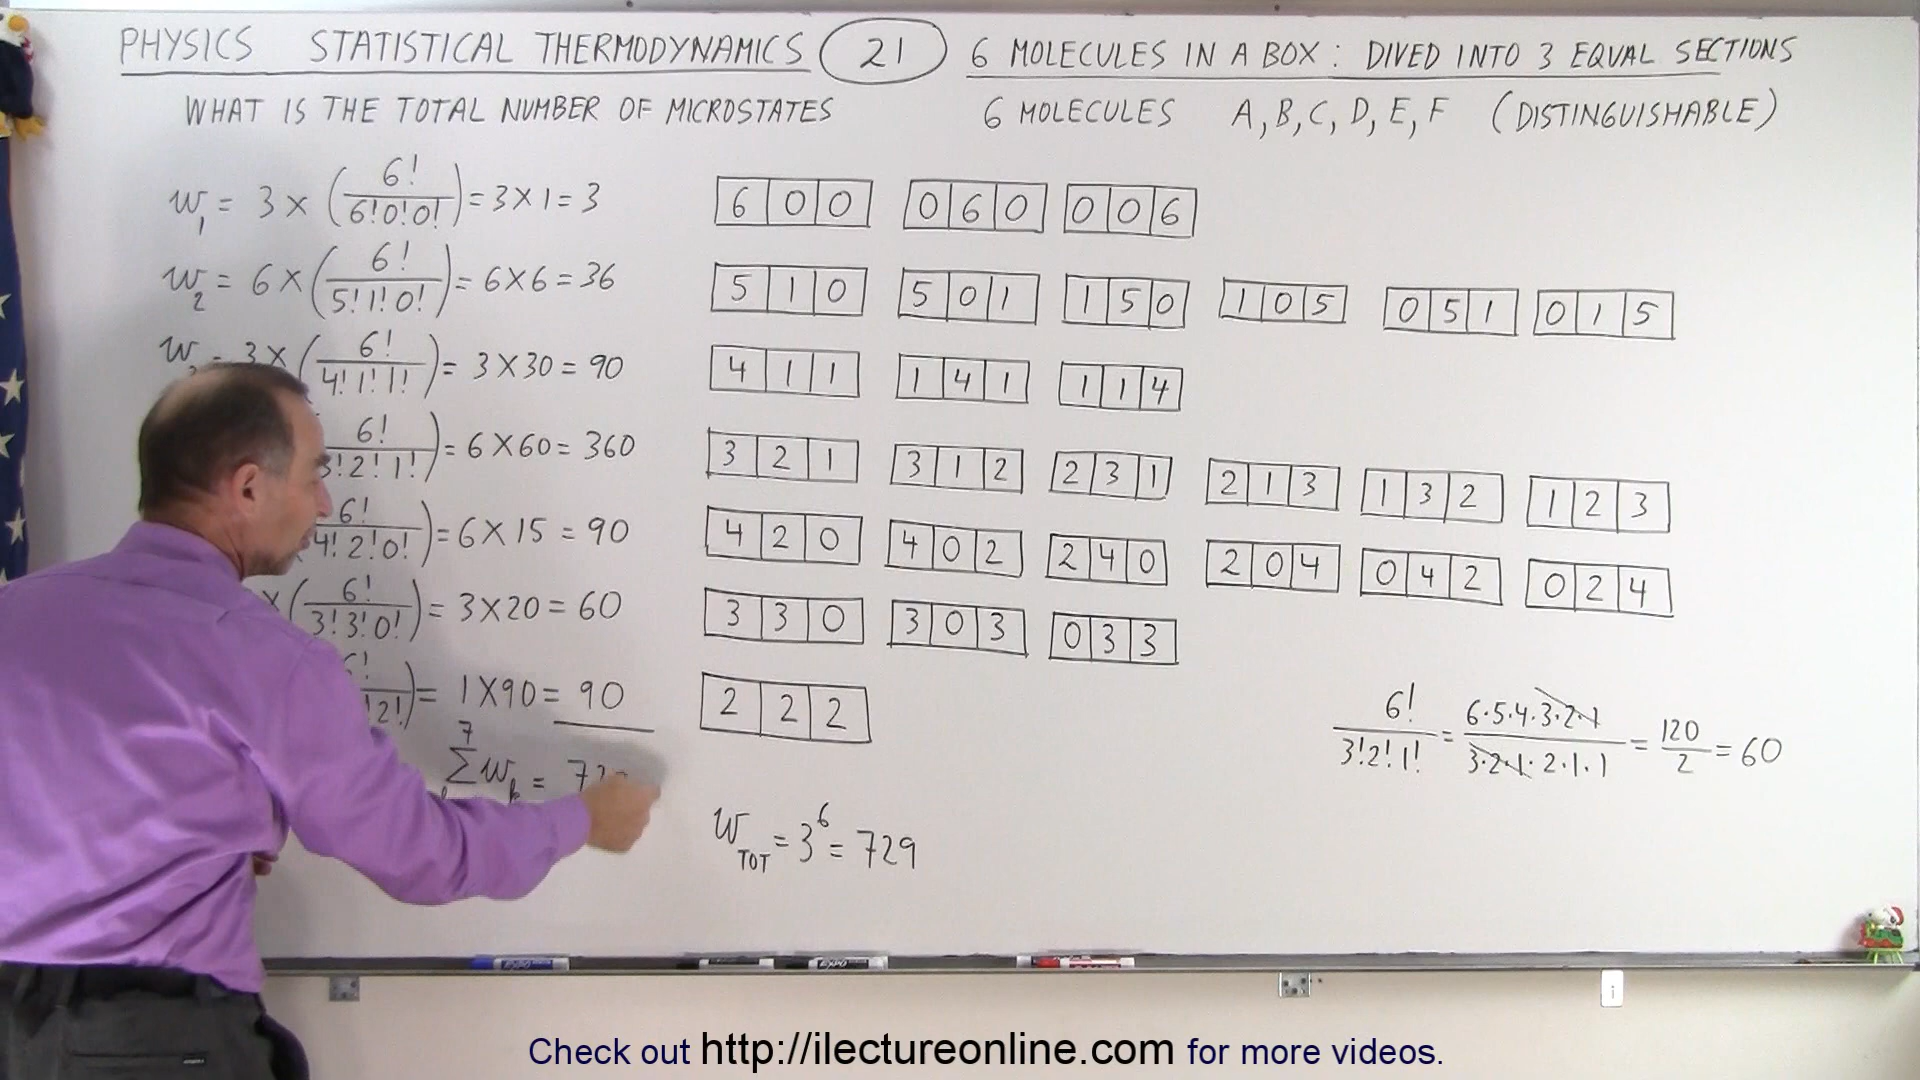 PHYSICS STATISTICAL THERMODYNAMICS 21 6 MOLECULES IN A BOX : DIVED INTO 3 EQUAL SECTIONS
WHAT IS THE TOTAL NUMBER OF MICROSTATES 6 MOLECULES A, B, C, D, E, F (DISTINGUISHABLE)
W₁ = 3 × (6!/6!0!0!) = 3 × 1 = 3 6 0 0 0 6 0 0 0 6
W₂ = 6 × (6!/5!1!0!) = 6 × 6 = 36 5 1 0 5 0 1 1 5 0 1 0 5 0 5 1 0 1 5
W = 3 × (6!/4!1!1!) = 3 × 30 = 90 4 1 1 1 4 1 1 1 4
6!/3!2!1!) = 6 × 60 = 360 3 2 1 3 1 2 2 3 1 2 1 3 1 3 2 1 2 3
6!/4!2!0!) = 6 × 15 = 90 4 2 0 4 0 2 2 4 0 2 0 4 0 4 2 0 2 4
× (6!/3!3!0!) = 3 × 20 = 60 3 3 0 3 0 3 0 3 3
2!) = 1 × 90 = 90 2 2 2
7 Σ W = 7
6!/3!2!1! = 6·5·4·3·2·1/3·2·1·2·1·1 = 120/2 = 60
W TOT = 3⁶ = 729
EXPO
Check out http://ilectureonline.com for more videos.